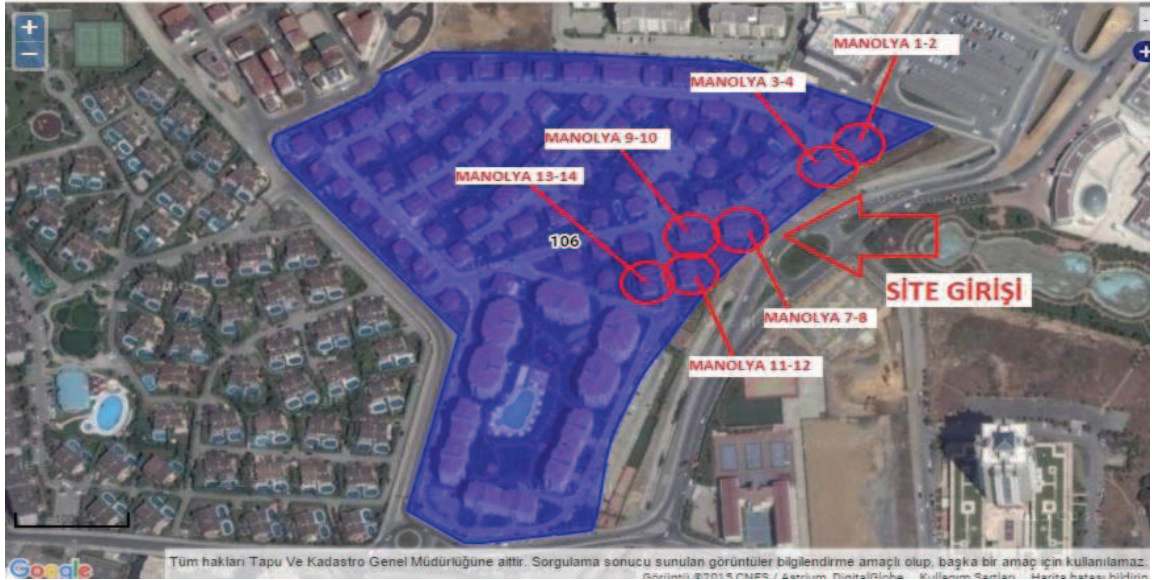 MANOLYA 1-2
MANOLYA 3-4
MANOLYA 9-10
MANOLYA 13-14
106
SİTE GİRİŞİ
MANOLYA 7-8
MANOLYA 11-12
Tüm hakları Tapu Ve Kadastro Genel Müdürlüğüne aittir. Sorgulama sonucu sunulan görüntüler bilgilendirme amaçlı olup, başka bir amaç için kullanılamaz.
Google
Görüntü ©2015 CNES / Astrium, DigitalGlobe Kullanım Şartları Harita hatası bildirin